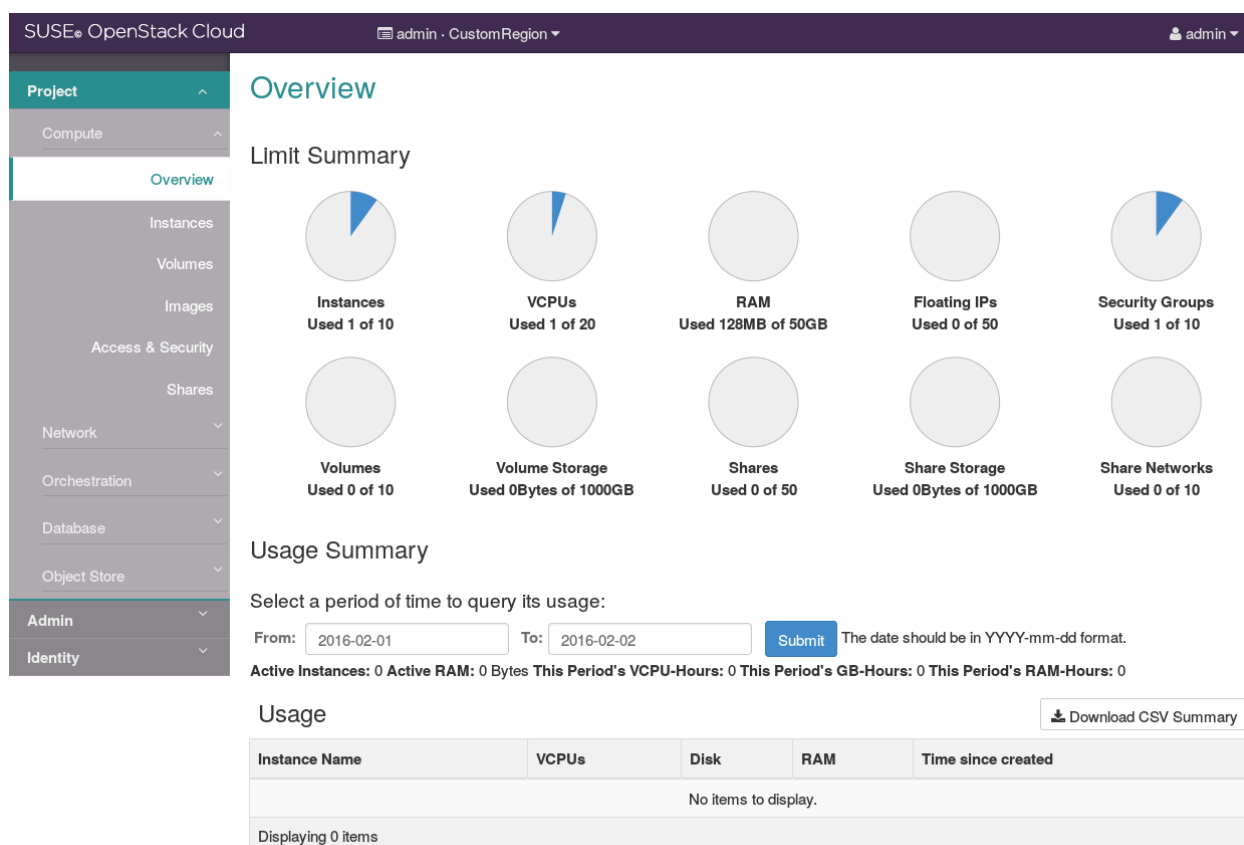 SUSE® OpenStack Cloud
admin · CustomRegion
admin
Project
Compute
Overview
Instances
Volumes
Images
Access & Security
Shares
Network
Orchestration
Database
Object Store
Admin
Identity
Overview
Limit Summary
Instances
Used 1 of 10
VCPUs
Used 1 of 20
RAM
Used 128MB of 50GB
Floating IPs
Used 0 of 50
Security Groups
Used 1 of 10
Volumes
Used 0 of 10
Volume Storage
Used 0Bytes of 1000GB
Shares
Used 0 of 50
Share Storage
Used 0Bytes of 1000GB
Share Networks
Used 0 of 10
Usage Summary
Select a period of time to query its usage:
From: 2016-02-01 To: 2016-02-02 Submit The date should be in YYYY-mm-dd format.
Active Instances: 0 Active RAM: 0 Bytes This Period's VCPU-Hours: 0 This Period's GB-Hours: 0 This Period's RAM-Hours: 0
Usage
Download CSV Summary
Instance Name VCPUs Disk RAM Time since created
No items to display.
Displaying 0 items